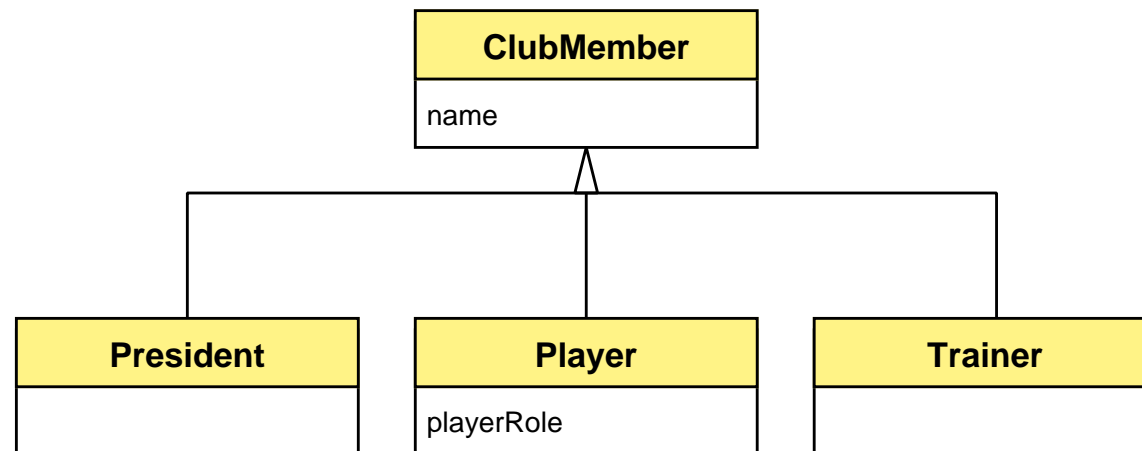 ClubMember
name
President
Player
Trainer
playerRole